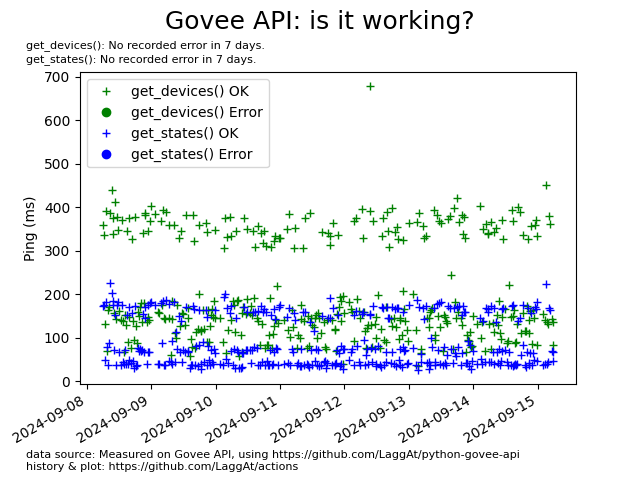 Govee API: is it working?
get_devices(): No recorded error in 7 days.
get_states(): No recorded error in 7 days.
get_devices() OK
get_devices() Error
get_states() OK
get_states() Error
Ping (ms)
700
600
500
400
300
200
100
0
2024-09-08
2024-09-09
2024-09-10
2024-09-11
2024-09-12
2024-09-13
2024-09-14
2024-09-15
data source: Measured on Govee API, using https://github.com/LaggAt/python-govee-api
history & plot: https://github.com/LaggAt/actions